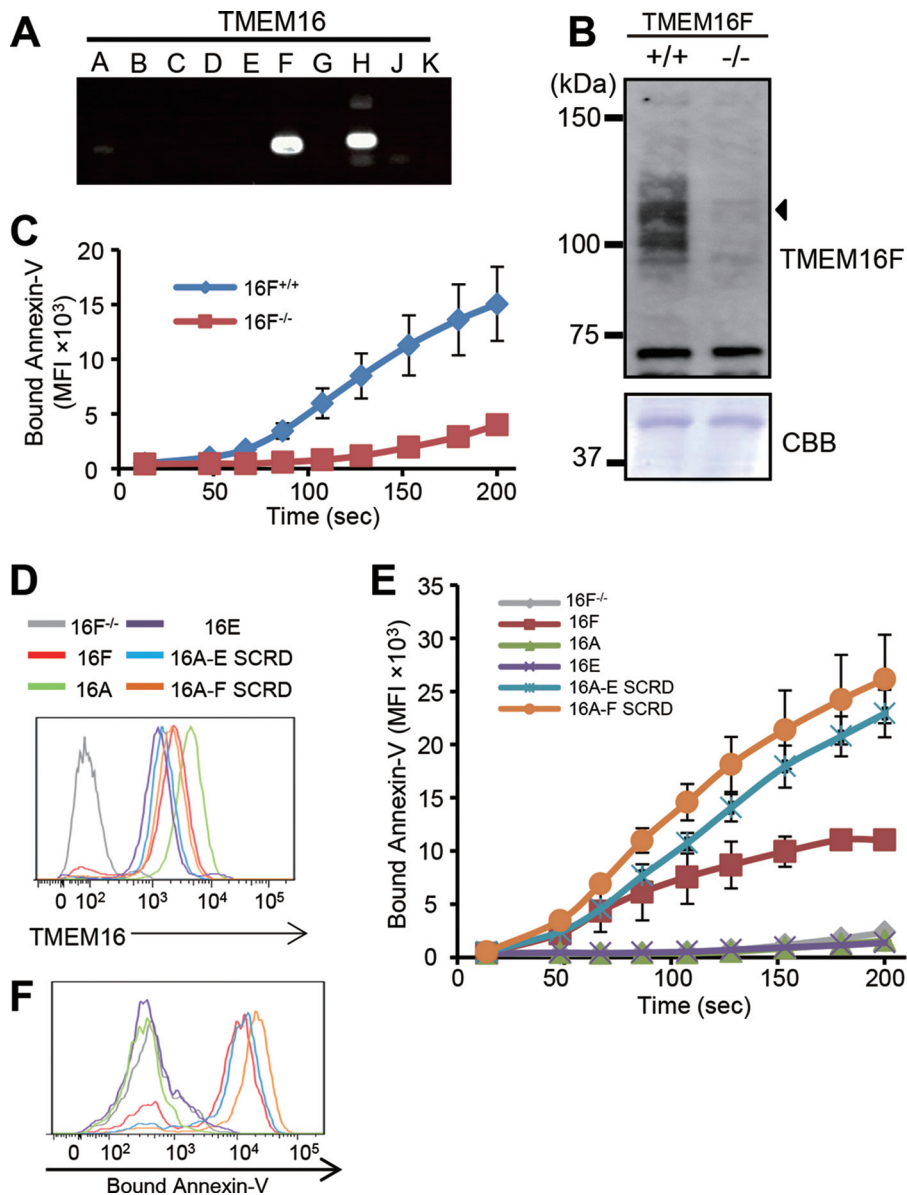 A
TMEM16
A B C D E F G H J K
B
TMEM16F
+/+ -/-
(kDa)
150
100
75
37
TMEM16F
CBB
C
Bound Annexin-V
(MFI ×10³)
20
15
10
5
0
16F+/+
16F-/-
0 50 100 150 200
Time (sec)
D
16F-/- 16E
16F 16A-E SCRD
16A 16A-F SCRD
0 10² 10³ 10⁴ 10⁵
TMEM16
E
Bound Annexin-V (MFI ×10³)
35
30
25
20
15
10
5
0
16F-/-
16F
16A
16E
16A-E SCRD
16A-F SCRD
0 50 100 150 200
Time (sec)
F
0 10² 10³ 10⁴ 10⁵
Bound Annexin-V